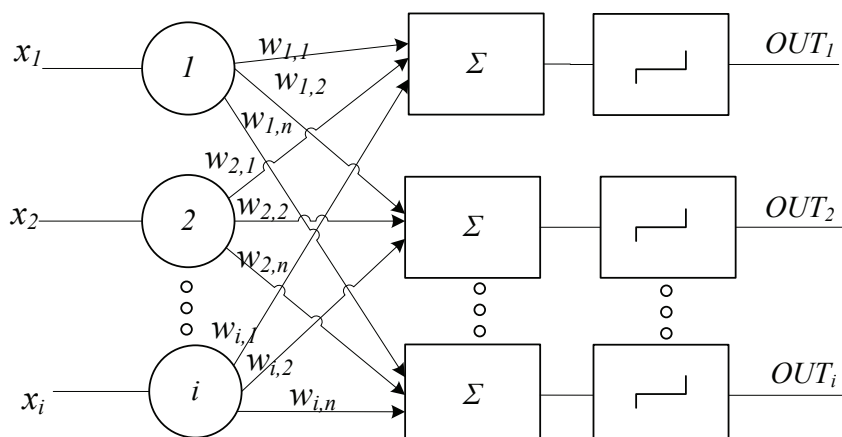 x1
1
w1,1
w1,2
w1,n
Σ
OUT1
x2
2
w2,1
w2,2
w2,n
Σ
OUT2
xi
i
wi,1
wi,2
wi,n
Σ
OUTi